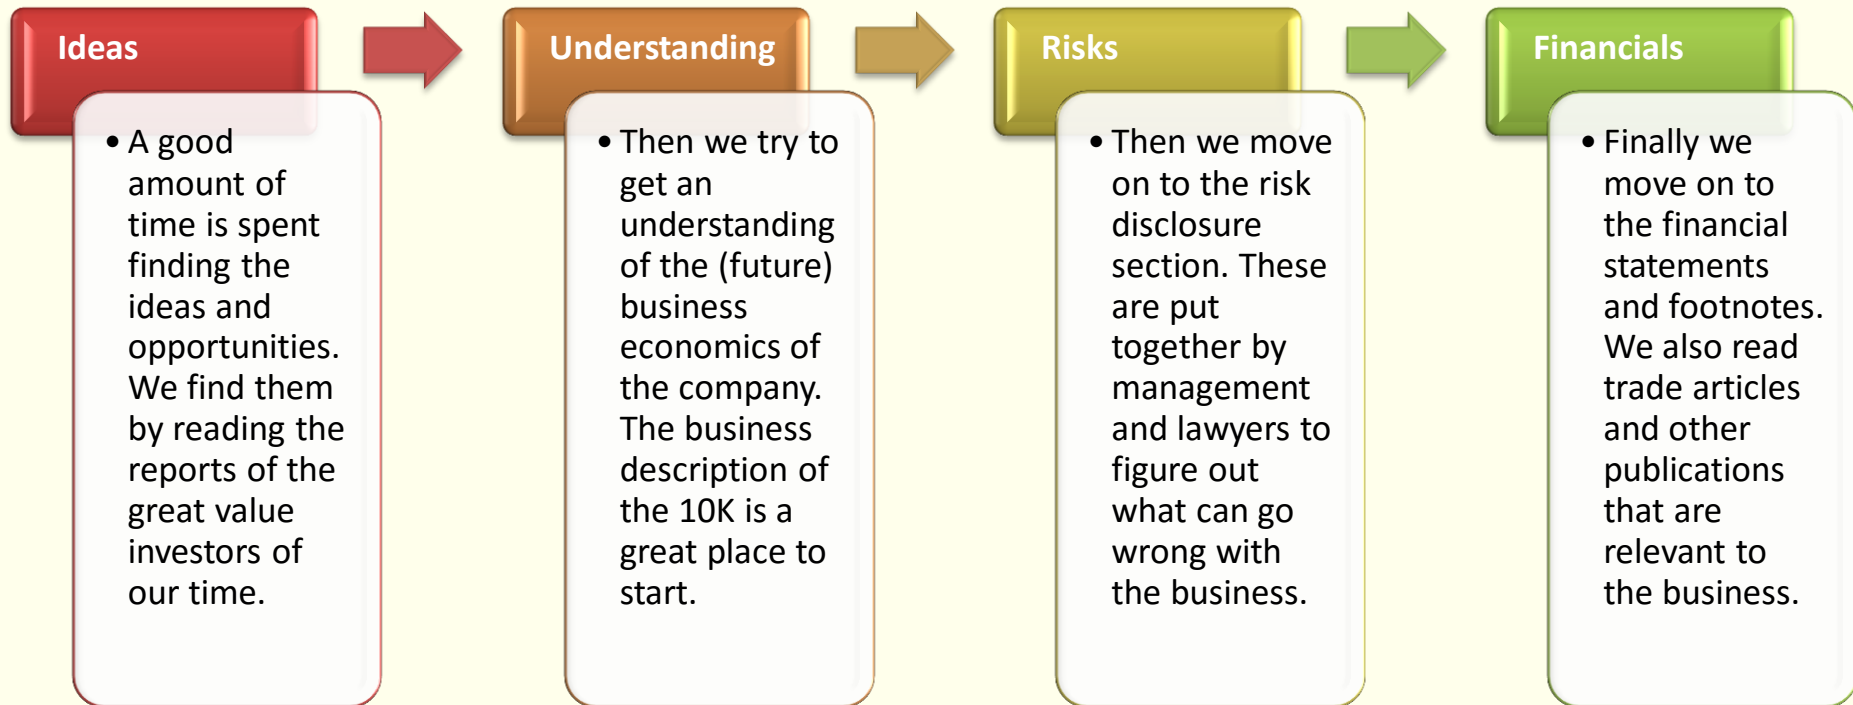 Ideas
• A good
amount of
time is spent
finding the
ideas and
opportunities.
We find them
by reading the
reports of the
great value
investors of
our time.
Understanding
• Then we try to
get an
understanding
of the (future)
business
economics of
the company.
The business
description of
the 10K is a
great place to
start.
Risks
• Then we move
on to the risk
disclosure
section. These
are put
together by
management
and lawyers to
figure out
what can go
wrong with
the business.
Financials
• Finally we
move on to
the financial
statements
and footnotes.
We also read
trade articles
and other
publications
that are
relevant to
the business.